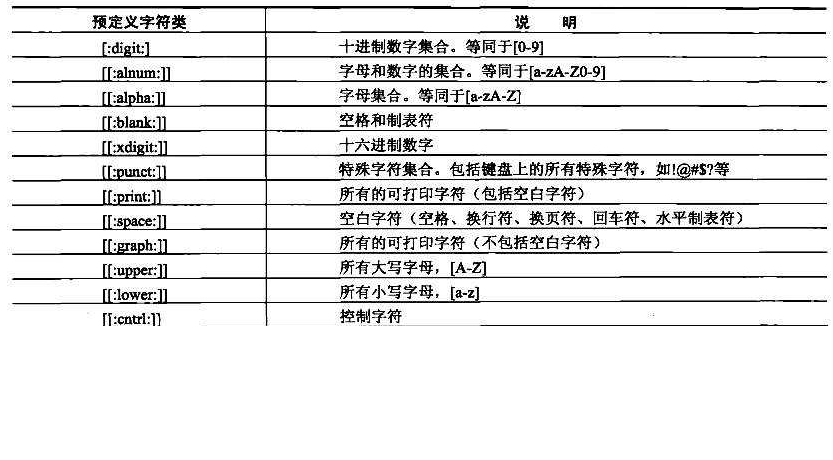 预定义字符类 说 明
[:digit:] 十进制数字集合。等同于[0-9]
[[:alnum:]] 字母和数字的集合。等同于[a-zA-Z0-9]
[[:alpha:]] 字母集合。等同于[a-zA-Z]
[[:blank:]] 空格和制表符
[[:xdigit:]] 十六进制数字
[[:punct:]] 特殊字符集合。包括键盘上的所有特殊字符，如!@#$?等
[[:print:]] 所有的可打印字符（包括空白字符）
[[:space:]] 空白字符（空格、换行符、换页符、回车符、水平制表符）
[[:graph:]] 所有的可打印字符（不包括空白字符）
[[:upper:]] 所有大写字母，[A-Z]
[[:lower:]] 所有小写字母，[a-z]
[[:cntrl:]] 控制字符